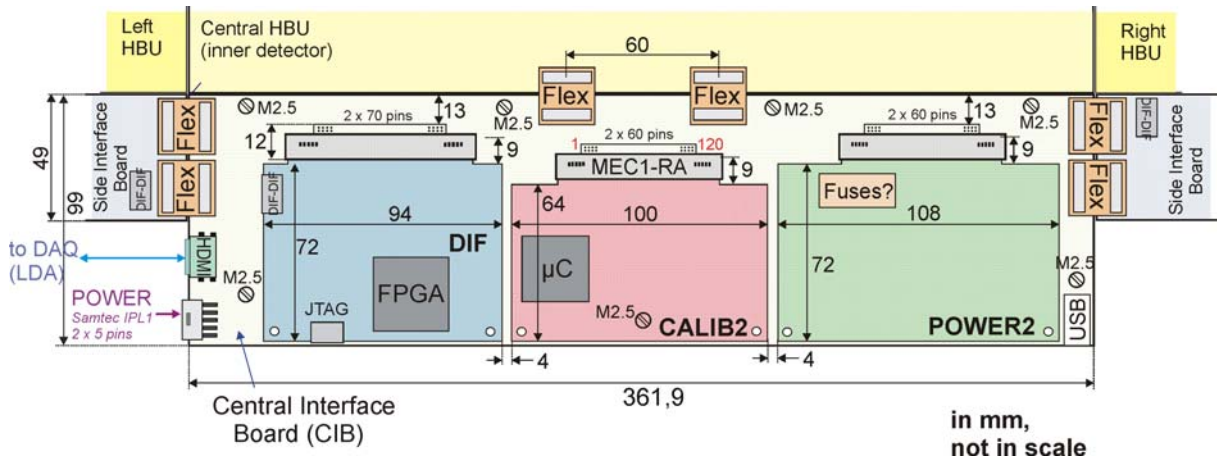 Left
HBU
Central HBU
(inner detector)
60
Right
HBU
Flex
Flex
M2.5
13
M2.5
M2.5
13
M2.5
Flex
Flex
DIF-DIF
2 x 70 pins
12
9
2 x 60 pins
1
120
MEC1-RA
9
2 x 60 pins
9
49
99
Side Interface
Board
DIF-DIF
Flex
DIF-DIF
Flex
Side Interface
Board
94
72
DIF
64
100
Fuses?
108
72
to DAQ
(LDA)
HDMI
M2.5
FPGA
µC
M2.5
POWER
Samtec IPL1
2 x 5 pins
JTAG
M2.5
CALIB2
POWER2
USB
4
4
361,9
Central Interface
Board (CIB)
in mm,
not in scale